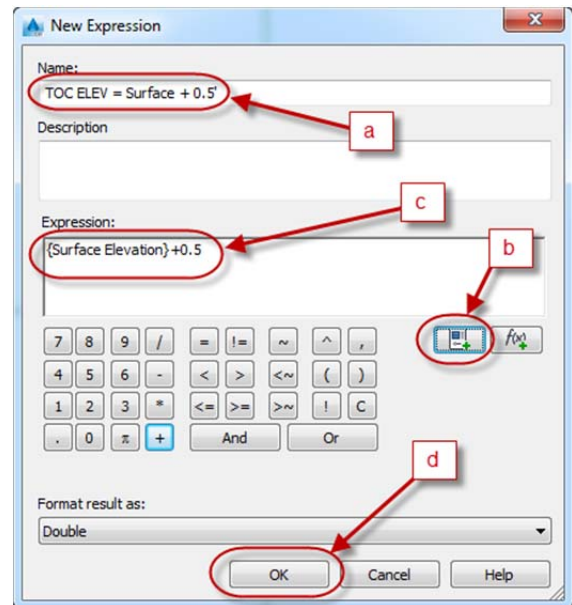 New Expression
Name:
TOC ELEV = Surface + 0.5'
a
Description
c
Expression:
{Surface Elevation}+0.5
b
7 8 9 / = != ~ ^ , f(x)
4 5 6 - < > <~ ( )
1 2 3 * <= >= >~ ! C
. 0 π + And Or
d
Format result as:
Double
OK Cancel Help